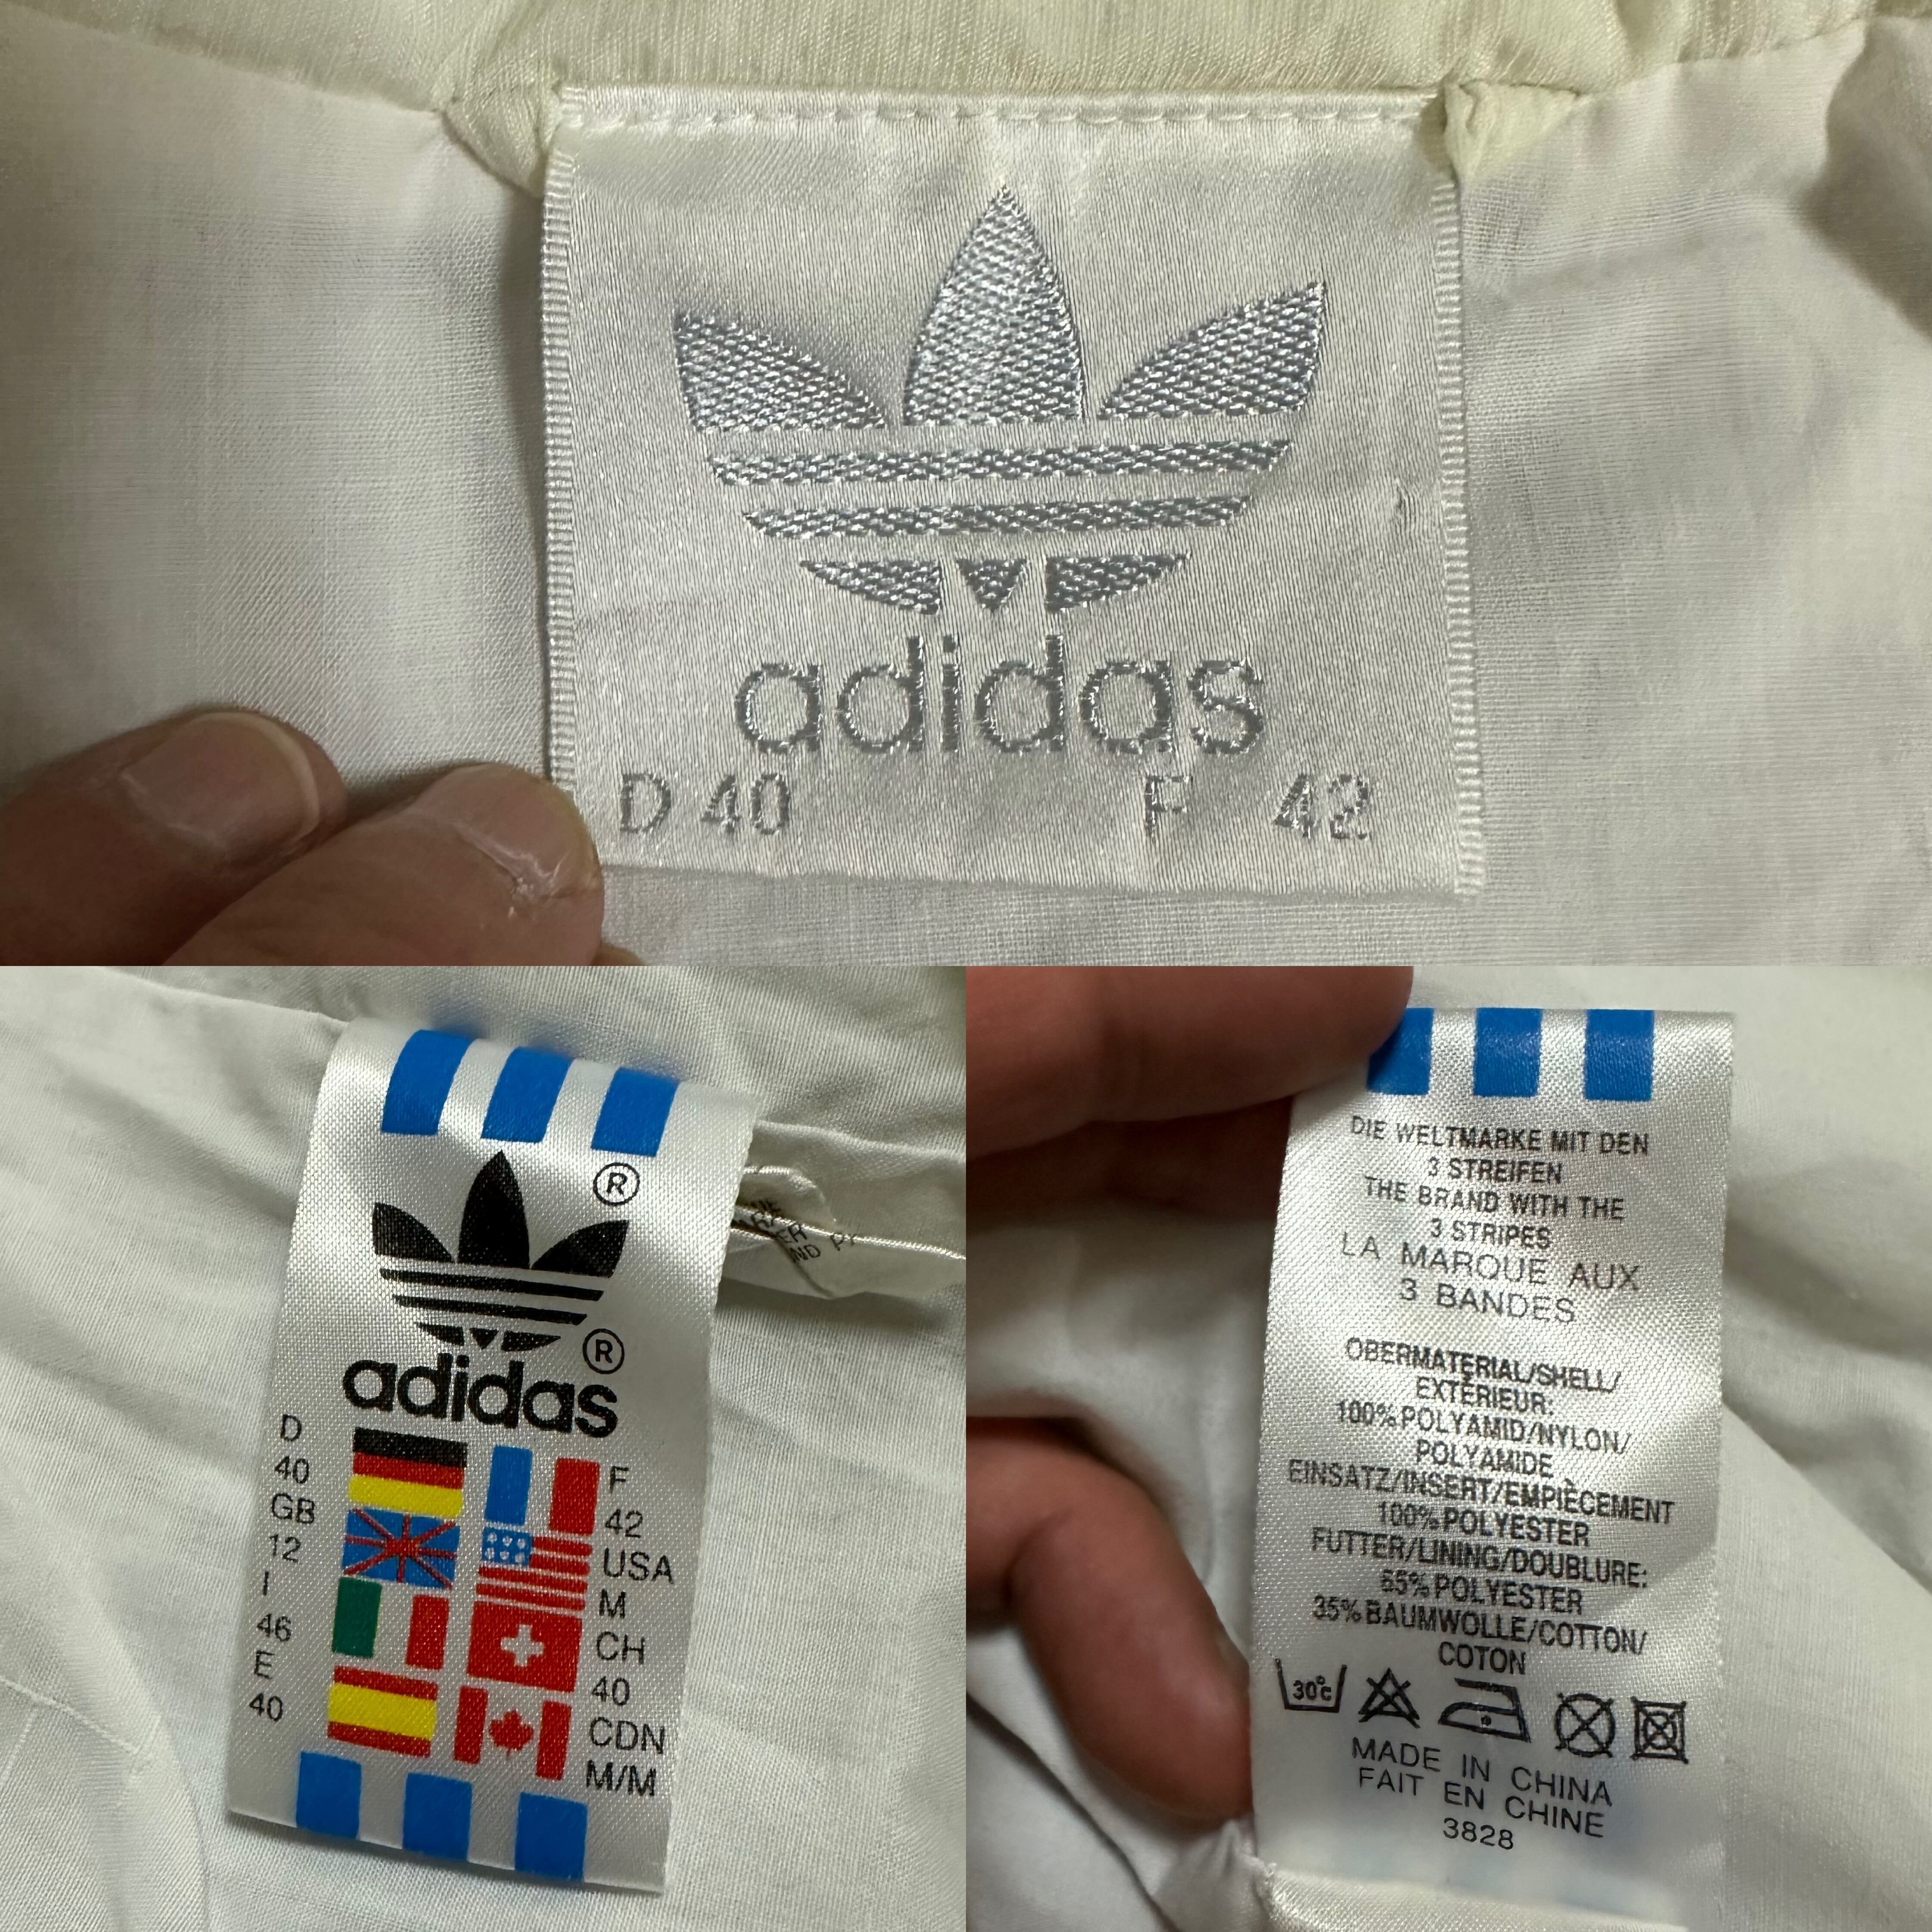 adidas
D 40 F 42
®
®
adidas
D
40
GB
12
I
46
E
40
F
42
USA
M
CH
40
CDN
M/M
DIE WELTMARKE MIT DEN
3 STREIFEN
THE BRAND WITH THE
3 STRIPES
LA MARQUE AUX
3 BANDES
OBERMATERIAL/SHELL/
EXTÉRIEUR:
100% POLYAMID/NYLON/
POLYAMIDE
EINSATZ/INSERT/EMPIÈCEMENT
100% POLYESTER
FUTTER/LINING/DOUBLURE:
65% POLYESTER
35% BAUMWOLLE/COTTON/
COTON
30°c
MADE IN CHINA
FAIT EN CHINE
3828